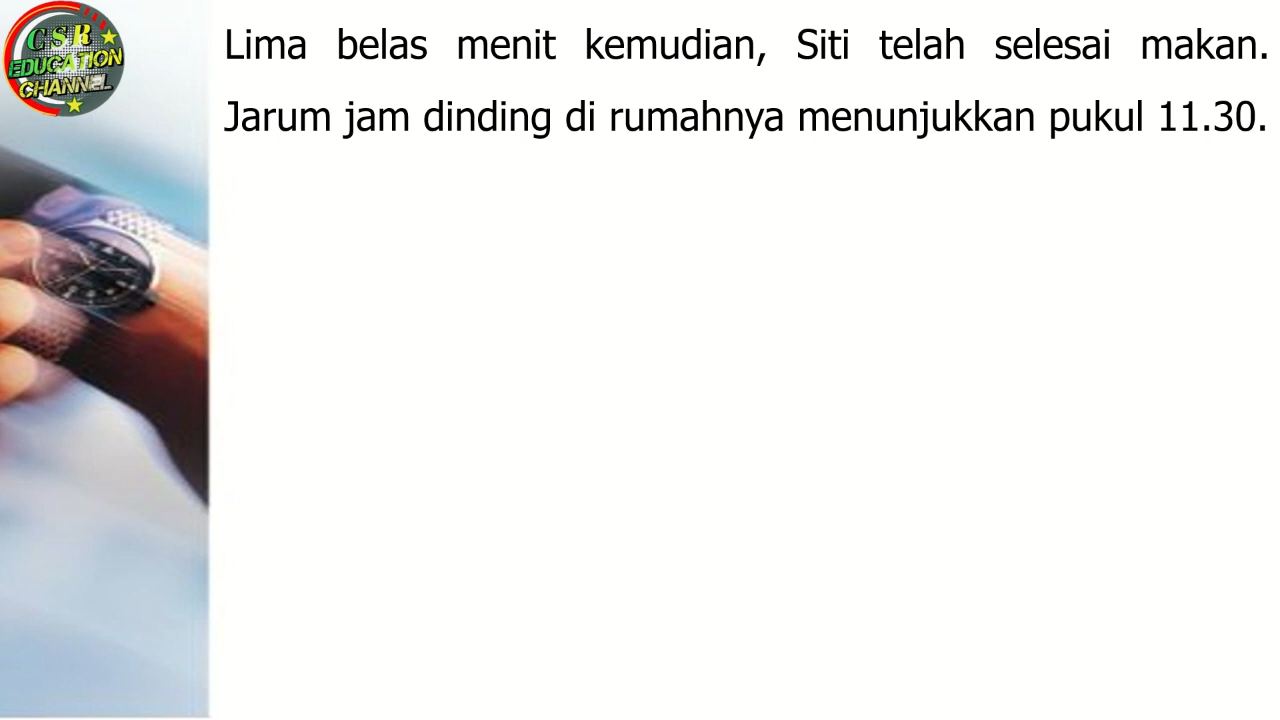 CSR
EDUCATION
CHANNEL
Lima belas menit kemudian, Siti telah selesai makan.
Jarum jam dinding di rumahnya menunjukkan pukul 11.30.